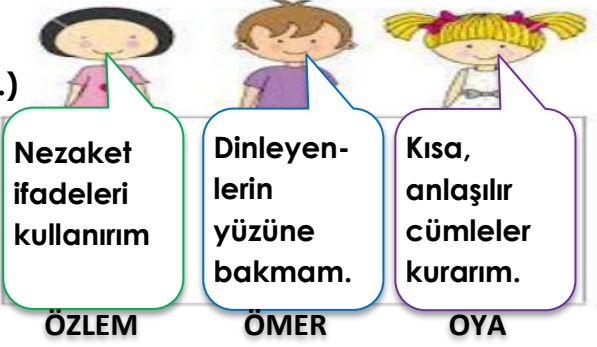 .)
Nezaket
ifadeleri
kullanırım
Dinleyen-
lerin
yüzüne
bakmam.
Kısa,
anlaşılır
cümleler
kurarım.
ÖZLEM
ÖMER
OYA